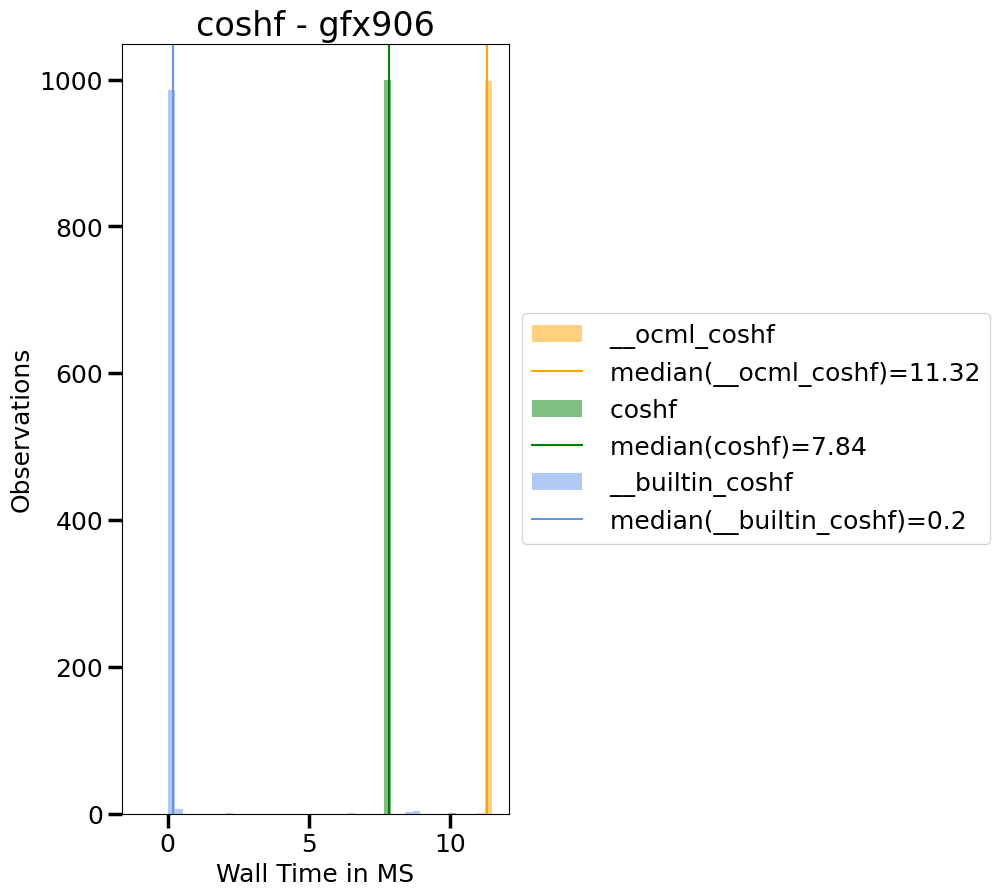 coshf - gfx906
1000
800
600
400
200
0
Observations
0 5 10
Wall Time in MS
__ocml_coshf
median(__ocml_coshf)=11.32
coshf
median(coshf)=7.84
__builtin_coshf
median(__builtin_coshf)=0.2